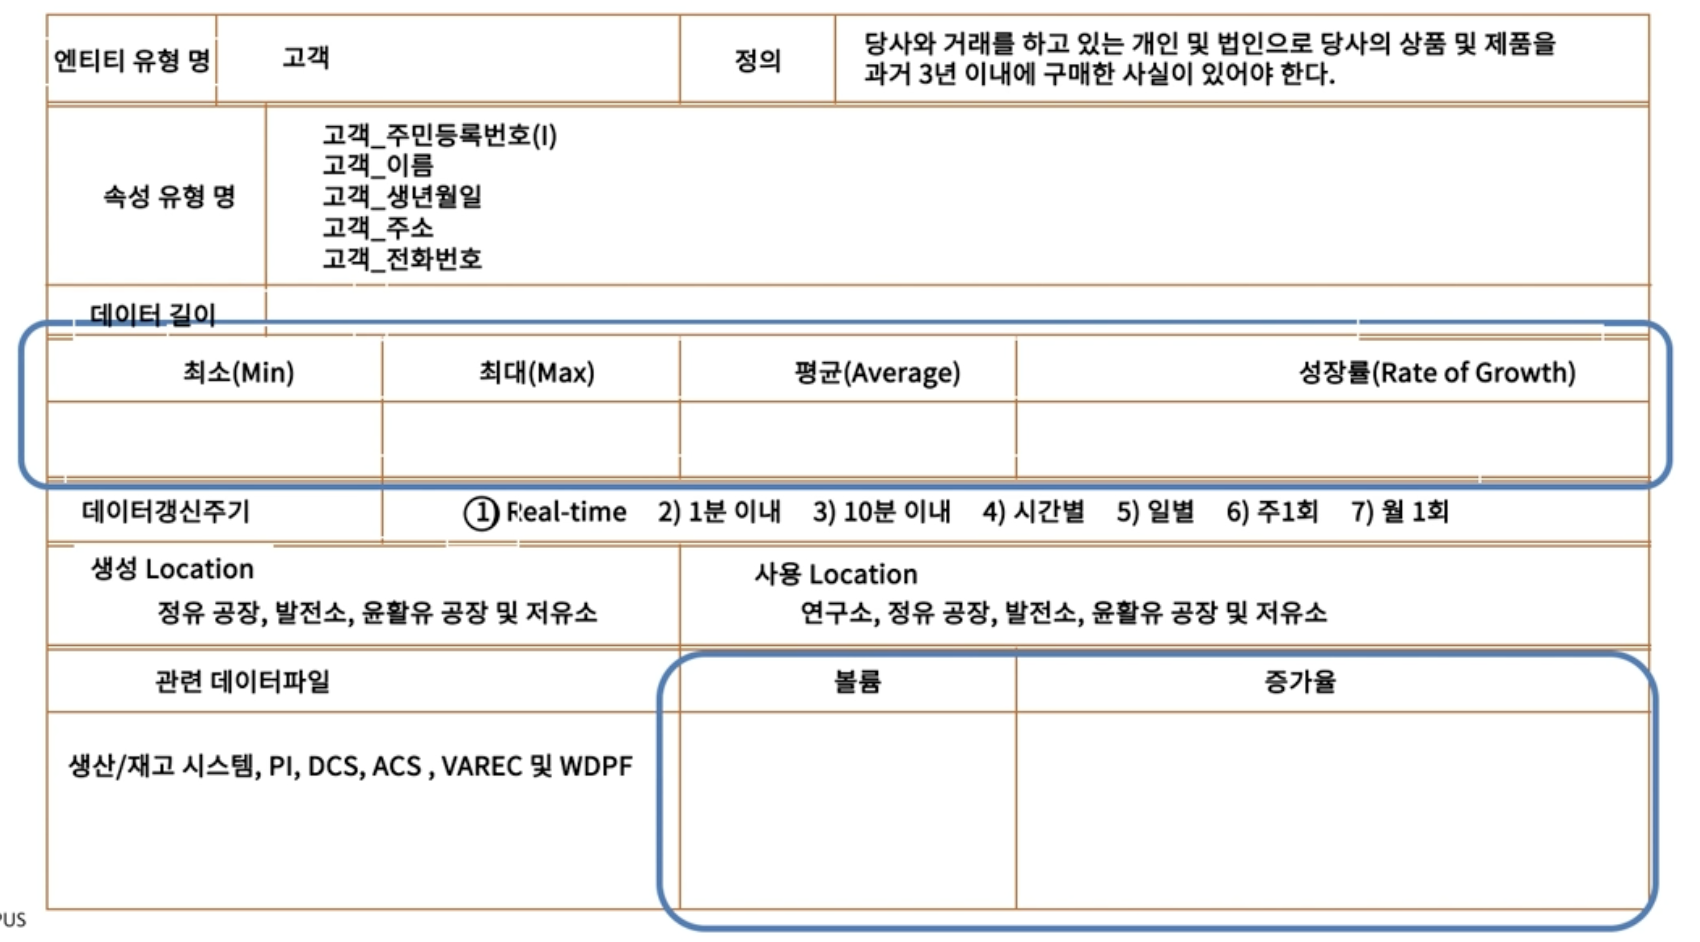 엔티티 유형 명
고객
정의
당사와 거래를 하고 있는 개인 및 법인으로 당사의 상품 및 제품을
과거 3년 이내에 구매한 사실이 있어야 한다.
속성 유형 명
고객_주민등록번호(I)
고객_이름
고객_생년월일
고객_주소
고객_전화번호
데이터 길이
최소(Min)
최대(Max)
평균(Average)
성장률(Rate of Growth)
데이터갱신주기
① Real-time 2) 1분 이내 3) 10분 이내 4) 시간별 5) 일별 6) 주1회 7) 월 1회
생성 Location
정유 공장, 발전소, 윤활유 공장 및 저유소
사용 Location
연구소, 정유 공장, 발전소, 윤활유 공장 및 저유소
관련 데이터파일
볼륨
증가율
생산/재고 시스템, PI, DCS, ACS , VAREC 및 WDPF
PUS